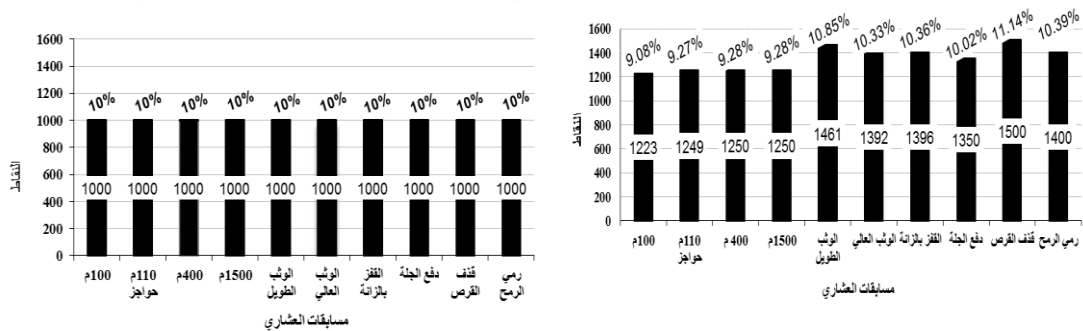 1600
1400
1200
1000
800
600
400
200
0
النقاط
10% 10% 10% 10% 10% 10% 10% 10% 10% 10%
1000 1000 1000 1000 1000 1000 1000 1000 1000 1000
100م 110م 400م 1500م الوثب الوثب القفز دفع الجلة قذف رمي
حواجز الطويل العالي بالزانة القرص الرمح
مسابقات العشاري
1600
1400
1200
1000
800
600
400
200
0
النقاط
9.08% 9.27% 9.28% 9.28% 10.85% 10.33% 10.36% 10.02% 11.14% 10.39%
1223 1249 1250 1250 1461 1392 1396 1350 1500 1400
100م 110م 400م 1500م الوثب الوثب العالي القفز بالزانة دفع الجلة قذف القرص رمي الرمح
حواجز الطويل
مسابقات العشاري